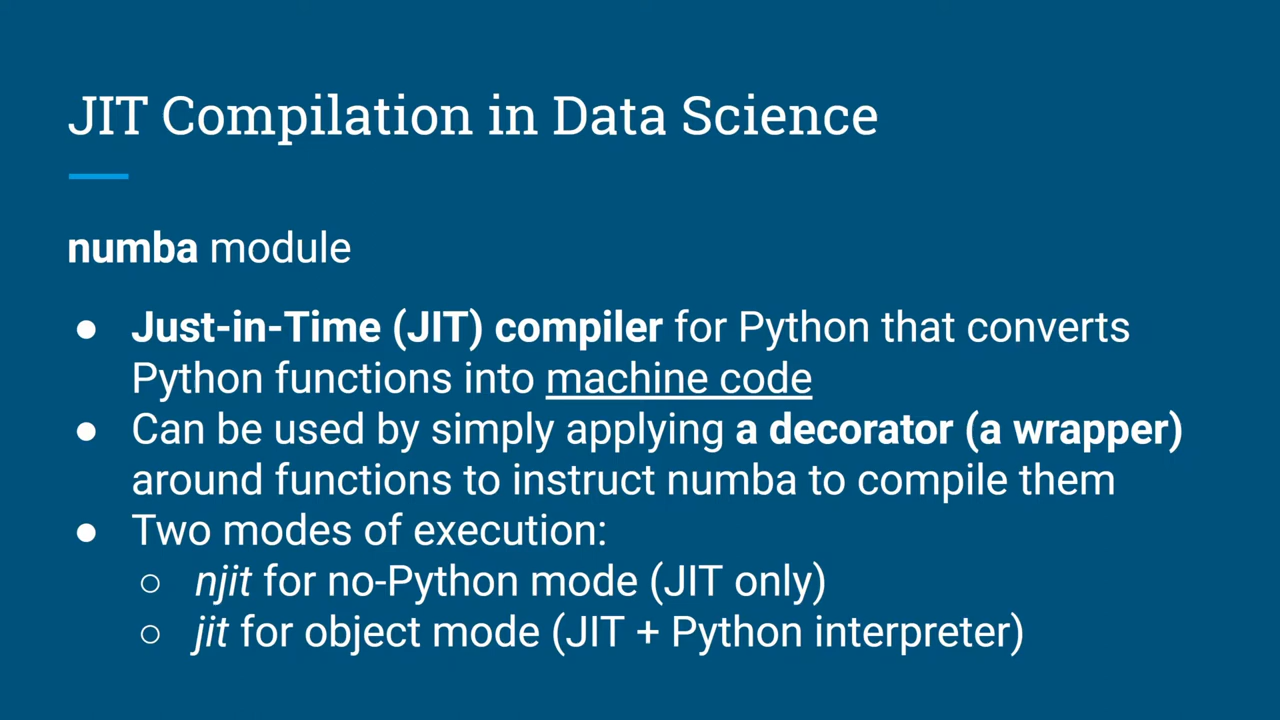 JIT Compilation in Data Science
numba module
● Just-in-Time (JIT) compiler for Python that converts
Python functions into machine code
● Can be used by simply applying a decorator (a wrapper)
around functions to instruct numba to compile them
● Two modes of execution:
○ njit for no-Python mode (JIT only)
○ jit for object mode (JIT + Python interpreter)